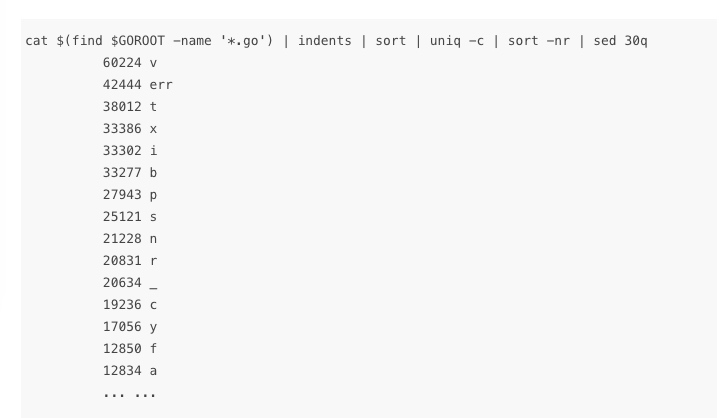 cat $(find $GOROOT -name '*.go') | indents | sort | uniq -c | sort -nr | sed 30q
60224 v
42444 err
38012 t
33386 x
33302 i
33277 b
27943 p
25121 s
21228 n
20831 r
20634 _
19236 c
17056 y
12850 f
12834 a
... ...